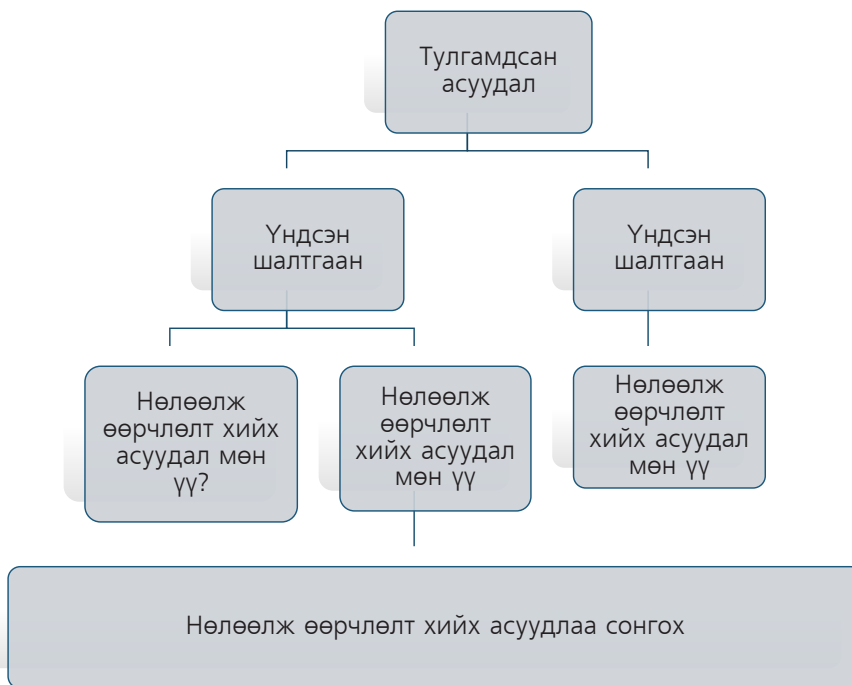 Тулгамдсан
асуудал
Үндсэн
шалтгаан
Үндсэн
шалтгаан
Нөлөөлж
өөрчлөлт хийх
асуудал мөн
үү?
Нөлөөлж
өөрчлөлт
хийх асуудал
мөн үү
Нөлөөлж
өөрчлөлт
хийх асуудал
мөн үү
Нөлөөлж өөрчлөлт хийх асуудлаа сонгох